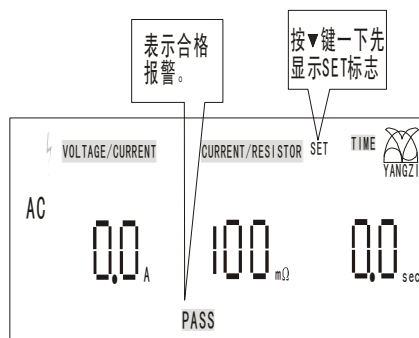 表示合格
报警。
按▼键一下先
显示SET标志
VOLTAGE/CURRENT CURRENT/RESISTOR SET TIME
YANGZI
AC
0.0 A 100 mΩ 0.0 sec
PASS